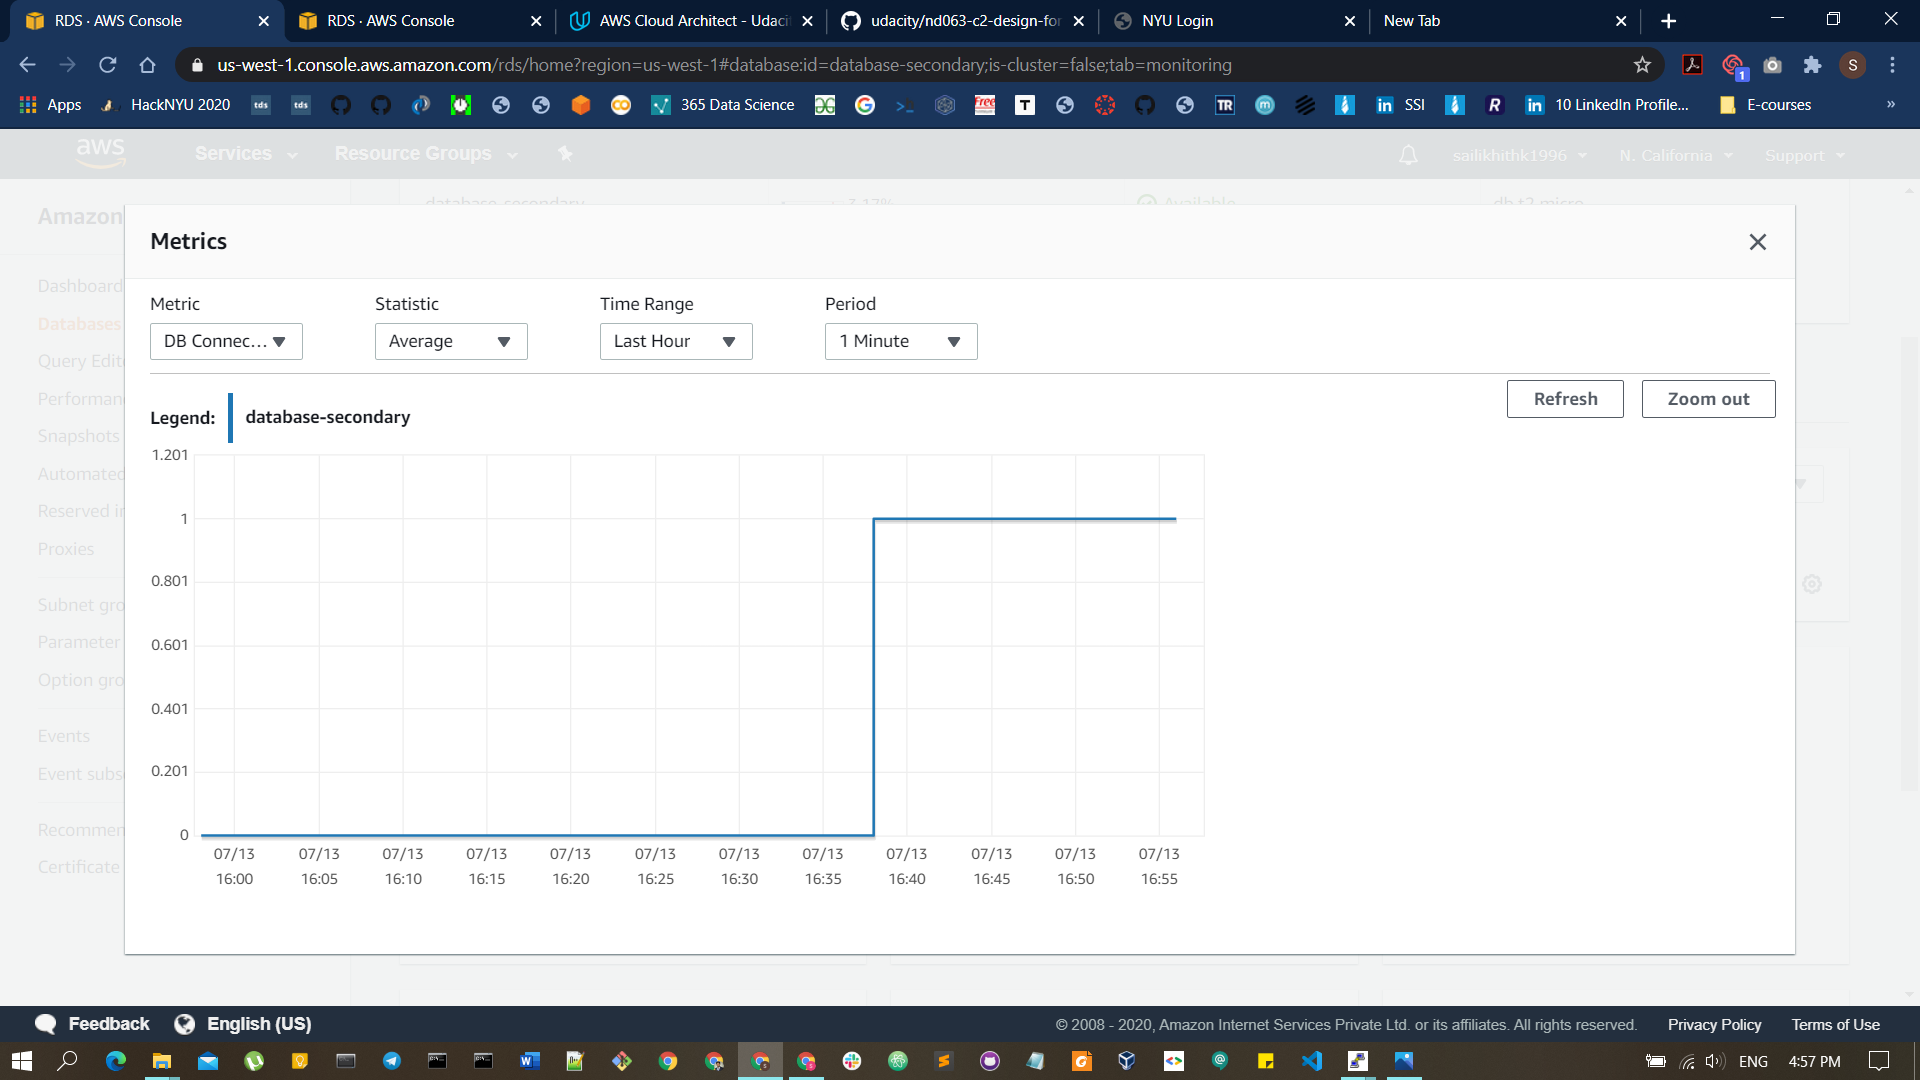 RDS · AWS Console
RDS · AWS Console
AWS Cloud Architect - Udaci
udacity/nd063-c2-design-for
NYU Login
New Tab
us-west-1.console.aws.amazon.com/rds/home?region=us-west-1#database:id=database-secondary;is-cluster=false;tab=monitoring
S
1
Apps
HackNYU 2020
tds
tds
365 Data Science
Free
T
TR
m
in SSI
R
in 10 LinkedIn Profile...
E-courses
»
aws
Services
Resource Groups
sailikhithk1996
N. California
Support
Amazon
Dashboard
Databases
Query Edit
Performan
Snapshots
Automated
Reserved in
Proxies
Subnet gro
Parameter
Option gro
Events
Event subs
Recommen
Certificate
Available
Metrics
Metric
Statistic
Time Range
Period
DB Connec...
Average
Last Hour
1 Minute
Refresh
Zoom out
Legend:
database-secondary
1.201
1
0.801
0.601
0.401
0.201
0
07/13 07/13 07/13 07/13 07/13 07/13 07/13 07/13 07/13 07/13 07/13 07/13
16:00 16:05 16:10 16:15 16:20 16:25 16:30 16:35 16:40 16:45 16:50 16:55
Feedback
English (US)
© 2008 - 2020, Amazon Internet Services Private Ltd. or its affiliates. All rights reserved.
Privacy Policy
Terms of Use
ENG
4:57 PM